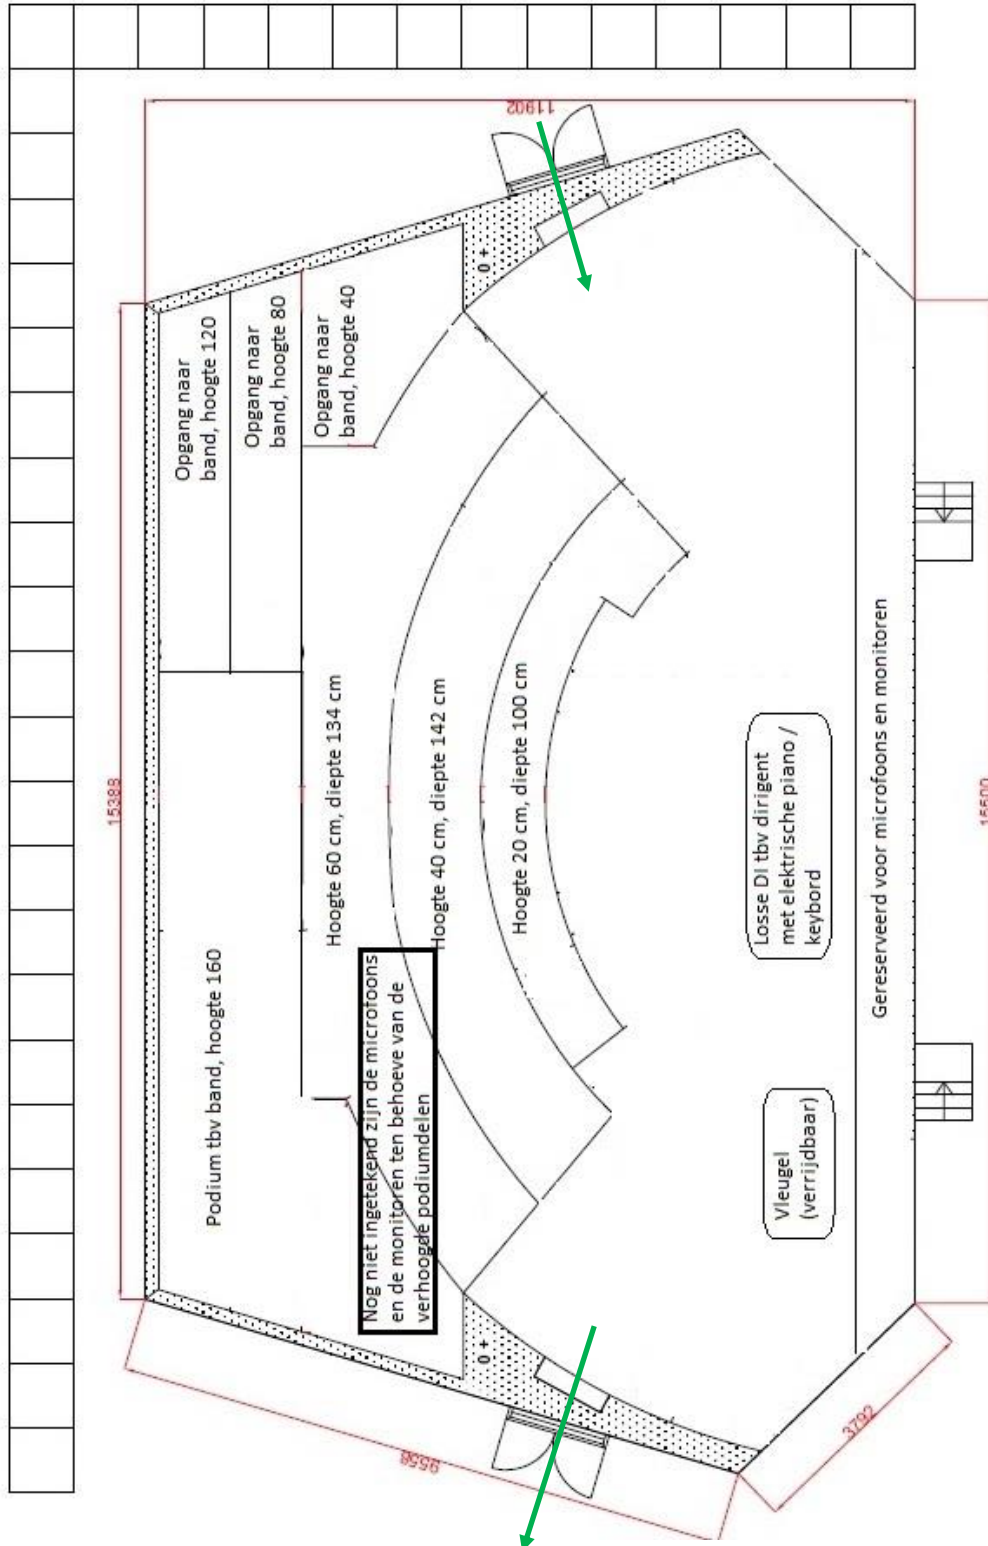 11902
Opgang naar
band, hoogte 120
Opgang naar
band, hoogte 80
Opgang naar
band, hoogte 40
0 +
15388
Hoogte 60 cm, diepte 134 cm
Hoogte 40 cm, diepte 142 cm
Hoogte 20 cm, diepte 100 cm
Podium tbv band, hoogte 160
Nog niet ingetekend zijn de microfoons
en de monitoren ten behoeve van de
verhoogde podiumdelen
Losse DI tbv dirigent
met elektrische piano /
keybord
Gereserveerd voor microfoons en monitoren
Vleugel
(verrijdbaar)
0 +
9558
3792